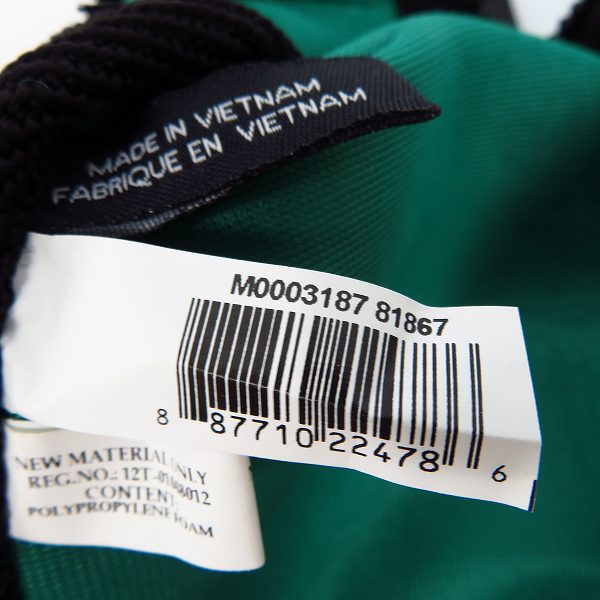 MADE IN VIETNAM
FABRIQUE EN VIETNAM
M0003187 81867
8 87710 22478 6
NEW MATERIAL ONLY
REG.NO.: 12T-
CONTENT:
POLYPROPYLENE FOAM